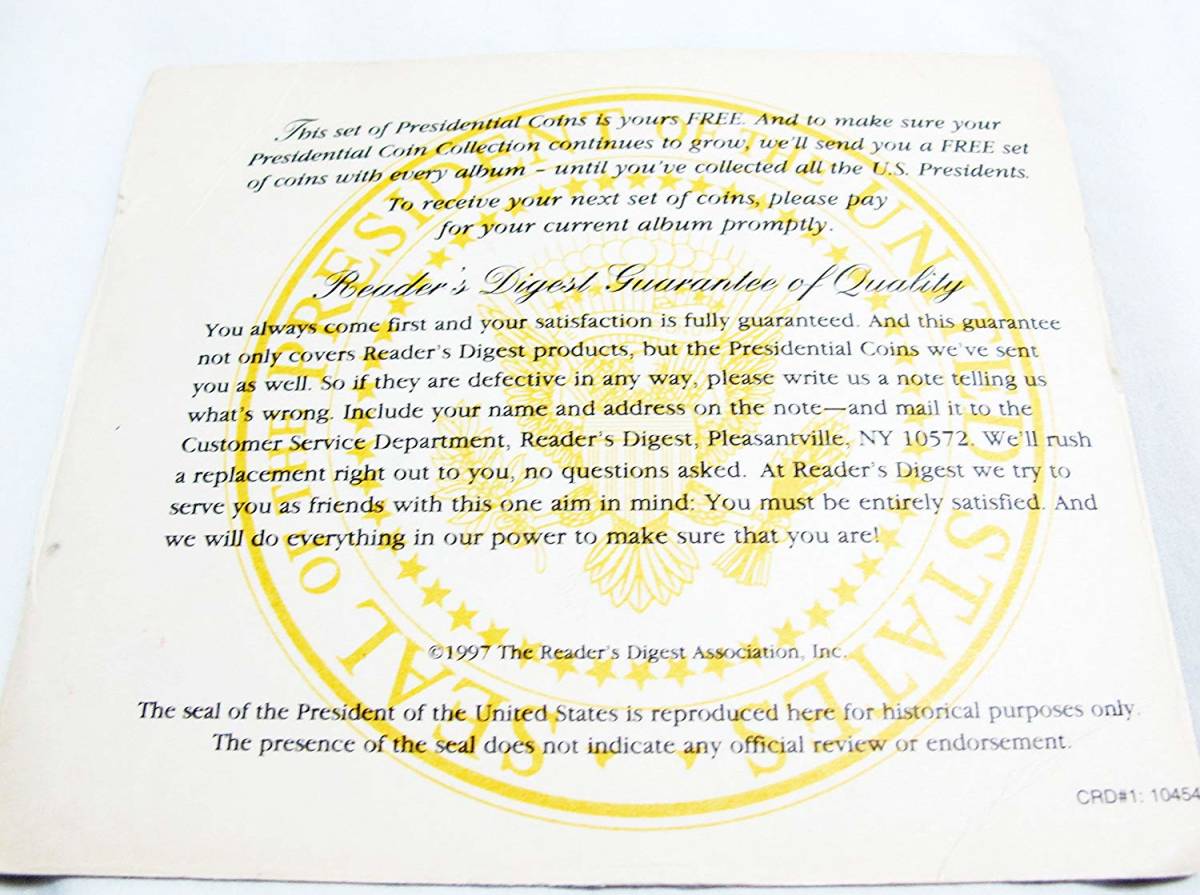 This set of Presidential Coins is yours FREE. And to make sure your
Presidential Coin Collection continues to grow, we'll send you a FREE set
of coins with every album – until you've collected all the U.S. Presidents.
To receive your next set of coins, please pay
for your current album promptly.
Reader's Digest Guarantee of Quality
You always come first and your satisfaction is fully guaranteed. And this guarantee
not only covers Reader's Digest products, but the Presidential Coins we've sent
you as well. So if they are defective in any way, please write us a note telling us
what's wrong. Include your name and address on the note—and mail it to the
Customer Service Department, Reader's Digest, Pleasantville, NY 10572. We'll rush
a replacement right out to you, no questions asked. At Reader's Digest we try to
serve you as friends with this one aim in mind: You must be entirely satisfied. And
we will do everything in our power to make sure that you are!
©1997 The Reader's Digest Association, Inc.
The seal of the President of the United States is reproduced here for historical purposes only.
The presence of the seal does not indicate any official review or endorsement.
CRD#1: 10454
SEAL OF THE PRESIDENT OF THE UNITED STATES